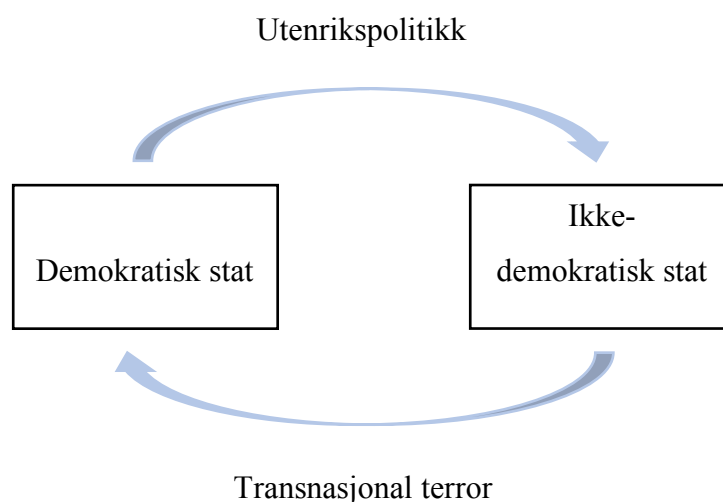 Utenrikspolitikk
Demokratisk stat
Ikke-
demokratisk stat
Transnasjonal terror